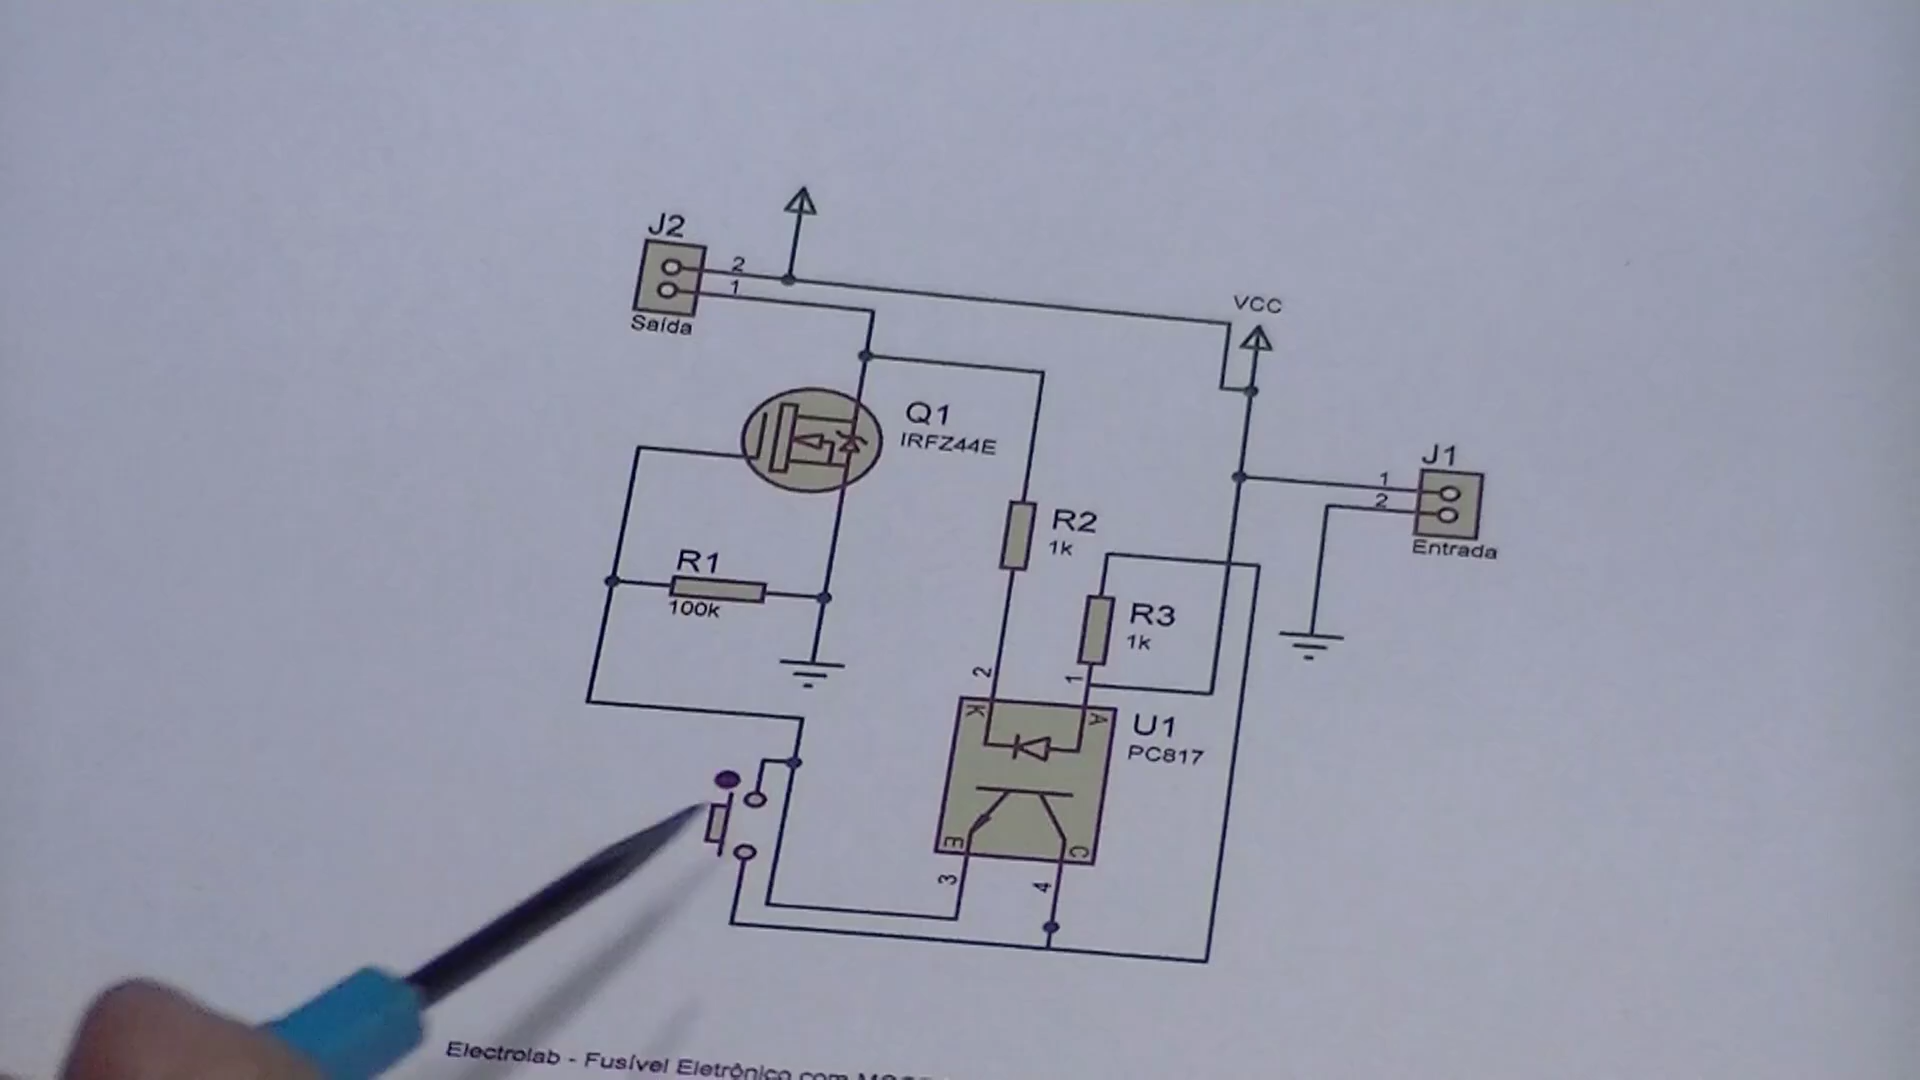 J2
2
1
Saída
VCC
Q1
IRFZ44E
J1
1
2
Entrada
R2
1k
R1
100k
R3
1k
2
1
K
A
U1
PC817
E
C
3
4
Electrolab - Fusível Eletrônico com